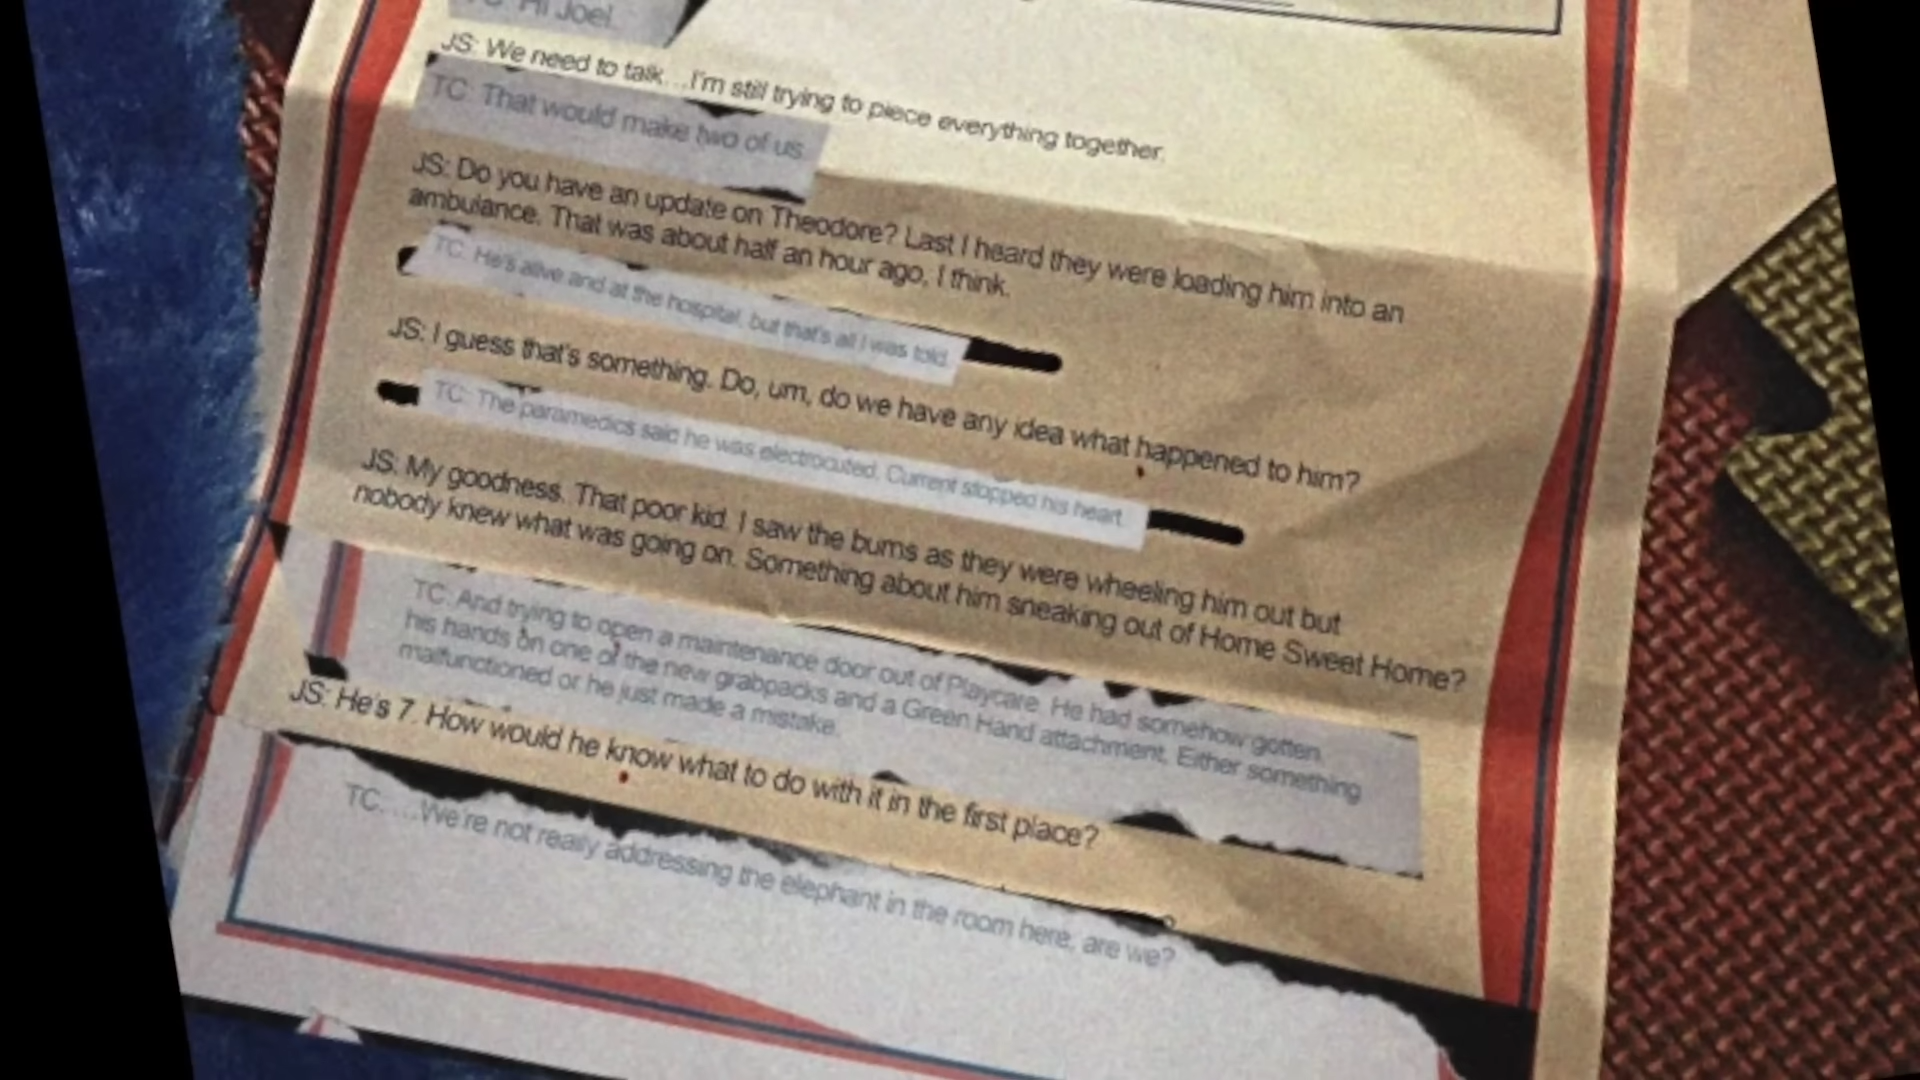 TC: Hi Joel.
JS: We need to talk...I'm still trying to piece everything together.
TC: That would make two of us.
JS: Do you have an update on Theodore? Last I heard they were loading him into an
ambulance. That was about half an hour ago, I think.
TC: He's alive and at the hospital, but that's all I was told.
JS: I guess that's something. Do, um, do we have any idea what happened to him?
TC: The paramedics said he was electrocuted. Current stopped his heart.
JS: My goodness. That poor kid. I saw the burns as they were wheeling him out but
nobody knew what was going on. Something about him sneaking out of Home Sweet Home?
TC: And trying to open a maintenance door out of Playcare. He had somehow gotten
his hands on one of the new grabpacks and a Green Hand attachment. Either something
malfunctioned or he just made a mistake.
JS: He's 7. How would he know what to do with it in the first place?
TC: ....We're not really addressing the elephant in the room here, are we?